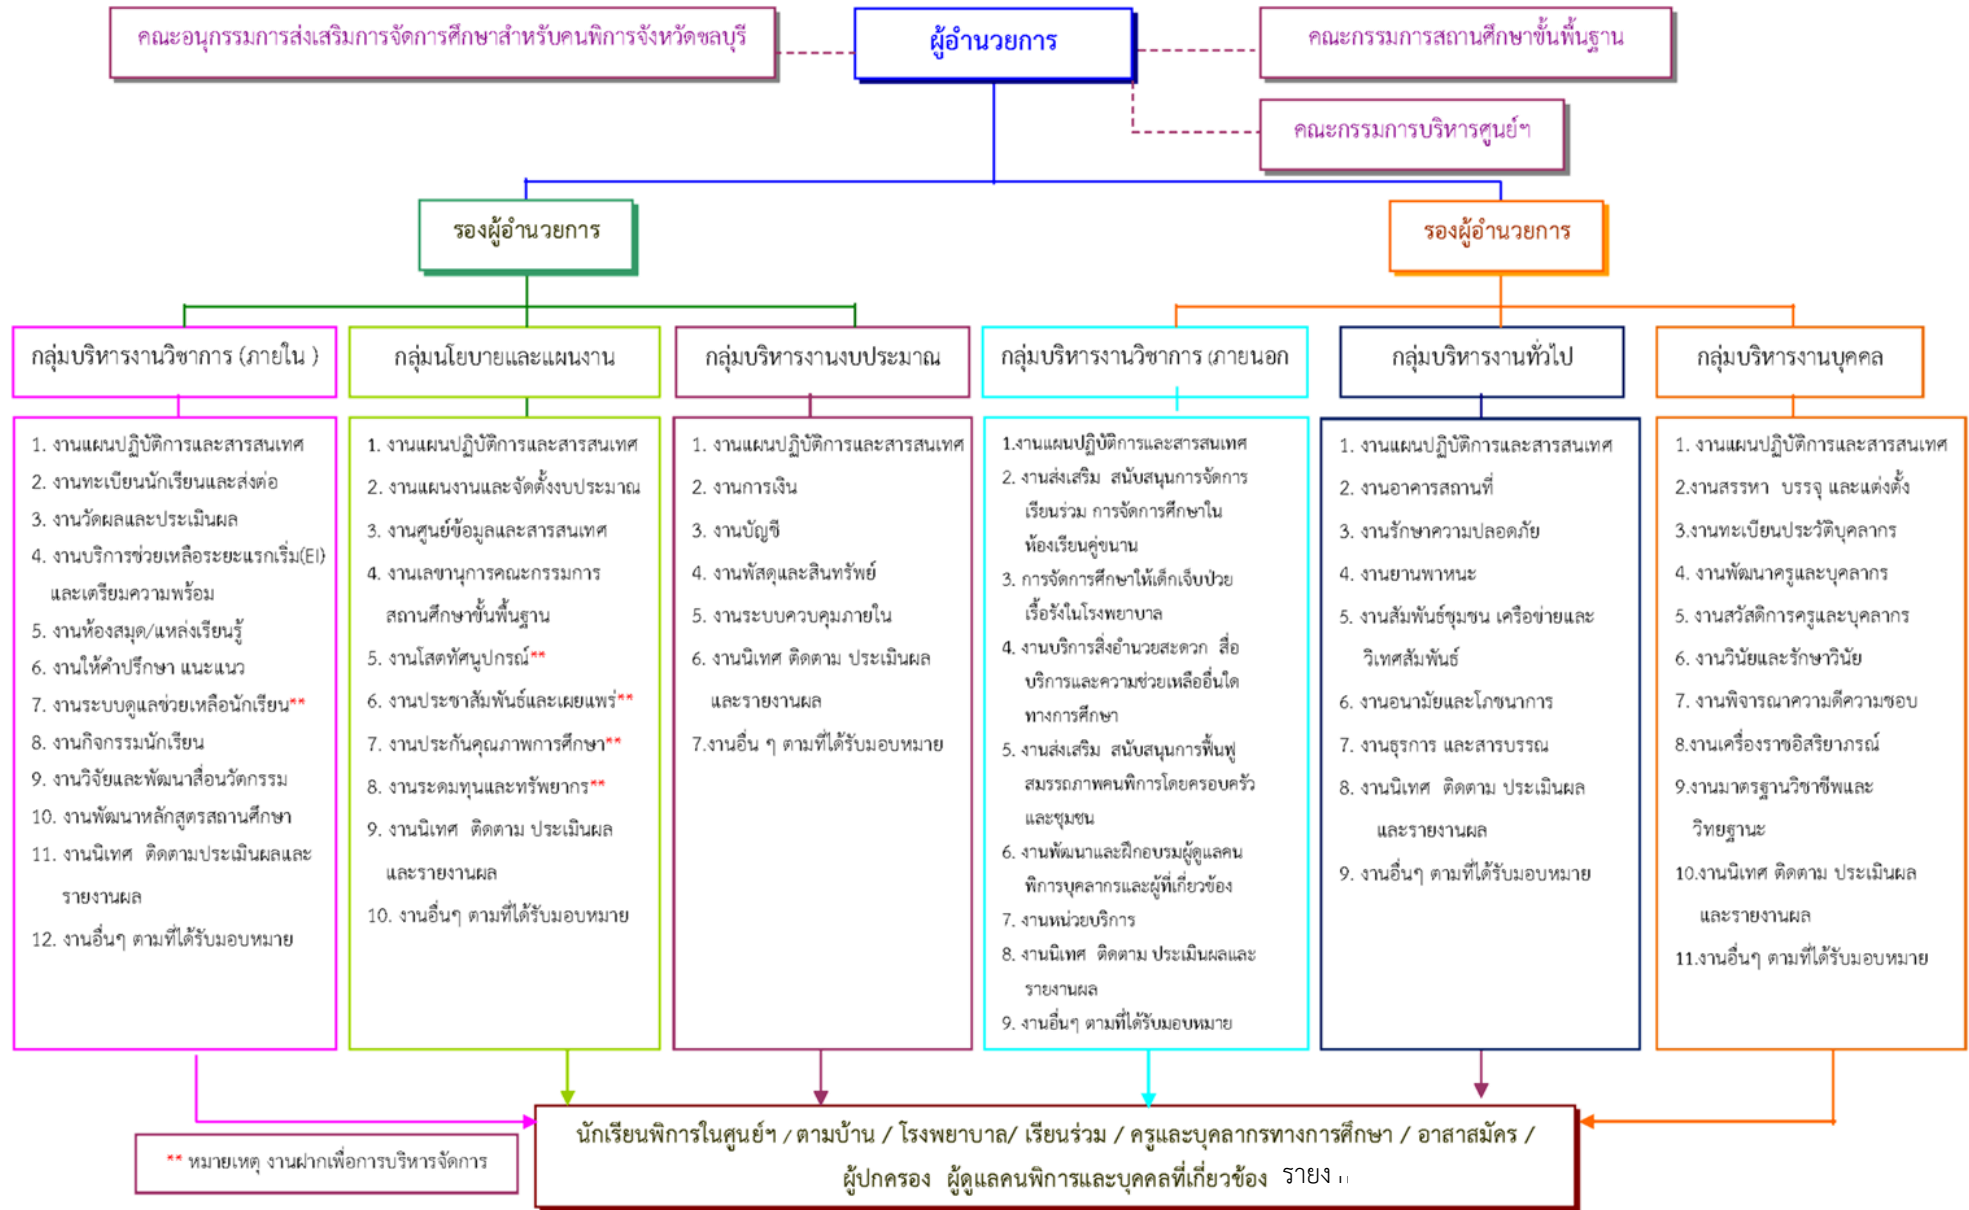 คณะอนุกรรมการส่งเสริมการจัดการศึกษาสำหรับคนพิการจังหวัดชลบุรี
ผู้อำนวยการ
คณะกรรมการสถานศึกษาขั้นพื้นฐาน
คณะกรรมการบริหารศูนย์ฯ
รองผู้อำนวยการ
รองผู้อำนวยการ
กลุ่มบริหารงานวิชาการ (ภายใน )
1. งานแผนปฏิบัติการและสารสนเทศ
2. งานทะเบียนนักเรียนและส่งต่อ
3. งานวัดผลและประเมินผล
4. งานบริการช่วยเหลือระยะแรกเริ่ม(EI)
และเตรียมความพร้อม
5. งานห้องสมุด/แหล่งเรียนรู้
6. งานให้คำปรึกษา แนะแนว
7. งานระบบดูแลช่วยเหลือนักเรียน**
8. งานกิจกรรมนักเรียน
9. งานวิจัยและพัฒนาสื่อนวัตกรรม
10. งานพัฒนาหลักสูตรสถานศึกษา
11. งานนิเทศ ติดตามประเมินผลและ
รายงานผล
12. งานอื่นๆ ตามที่ได้รับมอบหมาย
กลุ่มนโยบายและแผนงาน
1. งานแผนปฏิบัติการและสารสนเทศ
2. งานแผนงานและจัดตั้งงบประมาณ
3. งานศูนย์ข้อมูลและสารสนเทศ
4. งานเลขานุการคณะกรรมการ
สถานศึกษาขั้นพื้นฐาน
5. งานโสตทัศนูปกรณ์**
6. งานประชาสัมพันธ์และเผยแพร่**
7. งานประกันคุณภาพการศึกษา**
8. งานระดมทุนและทรัพยากร**
9. งานนิเทศ ติดตาม ประเมินผล
และรายงานผล
10. งานอื่นๆ ตามที่ได้รับมอบหมาย
กลุ่มบริหารงานงบประมาณ
1. งานแผนปฏิบัติการและสารสนเทศ
2. งานการเงิน
3. งานบัญชี
4. งานพัสดุและสินทรัพย์
5. งานระบบควบคุมภายใน
6. งานนิเทศ ติดตาม ประเมินผล
และรายงานผล
7.งานอื่น ๆ ตามที่ได้รับมอบหมาย
กลุ่มบริหารงานวิชาการ (ภายนอก
1.งานแผนปฏิบัติการและสารสนเทศ
2. งานส่งเสริม สนับสนุนการจัดการ
เรียนร่วม การจัดการศึกษาใน
ห้องเรียนคู่ขนาน
3. การจัดการศึกษาให้เด็กเจ็บป่วย
เรื้อรังในโรงพยาบาล
4. งานบริการสิ่งอำนวยสะดวก สื่อ
บริการและความช่วยเหลืออื่นใด
ทางการศึกษา
5. งานส่งเสริม สนับสนุนการฟื้นฟู
สมรรถภาพคนพิการโดยครอบครัว
และชุมชน
6. งานพัฒนาและฝึกอบรมผู้ดูแลคน
พิการบุคลากรและผู้ที่เกี่ยวข้อง
7. งานหน่วยบริการ
8. งานนิเทศ ติดตาม ประเมินผลและ
รายงานผล
9. งานอื่นๆ ตามที่ได้รับมอบหมาย
กลุ่มบริหารงานทั่วไป
1. งานแผนปฏิบัติการและสารสนเทศ
2. งานอาคารสถานที่
3. งานรักษาความปลอดภัย
4. งานยานพาหนะ
5. งานสัมพันธ์ชุมชน เครือข่ายและ
วิเทศสัมพันธ์
6. งานอนามัยและโภชนาการ
7. งานธุรการ และสารบรรณ
8. งานนิเทศ ติดตาม ประเมินผล
และรายงานผล
9. งานอื่นๆ ตามที่ได้รับมอบหมาย
กลุ่มบริหารงานบุคคล
1. งานแผนปฏิบัติการและสารสนเทศ
2.งานสรรหา บรรจุ และแต่งตั้ง
3.งานทะเบียนประวัติบุคลากร
4. งานพัฒนาครูและบุคลากร
5. งานสวัสดิการครูและบุคลากร
6. งานวินัยและรักษาวินัย
7. งานพิจารณาความดีความชอบ
8.งานเครื่องราชอิสริยาภรณ์
9.งานมาตรฐานวิชาชีพและ
วิทยฐานะ
10.งานนิเทศ ติดตาม ประเมินผล
และรายงานผล
11.งานอื่นๆ ตามที่ได้รับมอบหมาย
นักเรียนพิการในศูนย์ฯ / ตามบ้าน / โรงพยาบาล/ เรียนร่วม / ครูและบุคลากรทางการศึกษา / อาสาสมัคร /
ผู้ปกครอง ผู้ดูแลคนพิการและบุคคลที่เกี่ยวข้อง
** หมายเหตุ งานฝากเพื่อการบริหารจัดการ